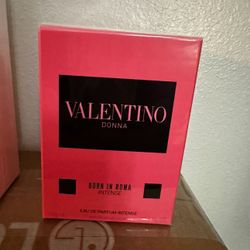 VALENTINO
DONNA
BORN IN ROMA
INTENSE
EAU DE PARFUM INTENSE